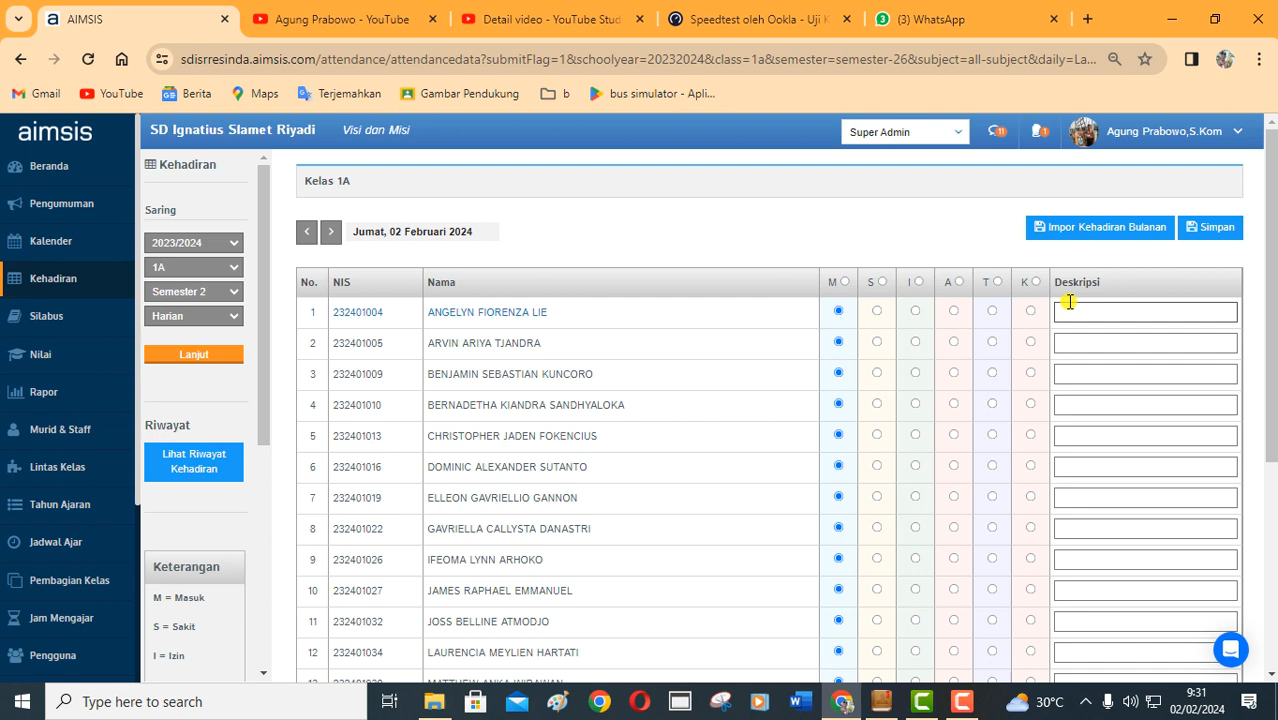 AIMSIS
Agung Prabowo - YouTube
Detail video - YouTube Stud
Speedtest oleh Ookla - Uji K
(3) WhatsApp
sdisrresinda.aimsis.com/attendance/attendancedata?submitFlag=1&schoolyear=20232024&class=1a&semester=semester-26&subject=all-subject&daily=La...
Gmail
YouTube
Berita
Maps
Terjemahkan
Gambar Pendukung
b
bus simulator - Apli...
aimsis
SD Ignatius Slamet Riyadi
Visi dan Misi
Super Admin
11
1
Agung Prabowo,S.Kom
Beranda
Pengumuman
Kalender
Kehadiran
Silabus
Nilai
Rapor
Murid & Staff
Lintas Kelas
Tahun Ajaran
Jadwal Ajar
Pembagian Kelas
Jam Mengajar
Pengguna
Kehadiran
Saring
2023/2024
1A
Semester 2
Harian
Lanjut
Riwayat
Lihat Riwayat
Kehadiran
Keterangan
M = Masuk
S = Sakit
I = Izin
Kelas 1A
Jumat, 02 Februari 2024
Impor Kehadiran Bulanan
Simpan
No. NIS Nama M S I A T K Deskripsi
1 232401004 ANGELYN FIORENZA LIE
2 232401005 ARVIN ARIYA TJANDRA
3 232401009 BENJAMIN SEBASTIAN KUNCORO
4 232401010 BERNADETHA KIANDRA SANDHYALOKA
5 232401013 CHRISTOPHER JADEN FOKENCIUS
6 232401016 DOMINIC ALEXANDER SUTANTO
7 232401019 ELLEON GAVRIELLIO GANNON
8 232401022 GAVRIELLA CALLYSTA DANASTRI
9 232401026 IFEOMA LYNN ARHOKO
10 232401027 JAMES RAPHAEL EMMANUEL
11 232401032 JOSS BELLINE ATMODJO
12 232401034 LAURENCIA MEYLIEN HARTATI
Type here to search
30°C
9:31
02/02/2024